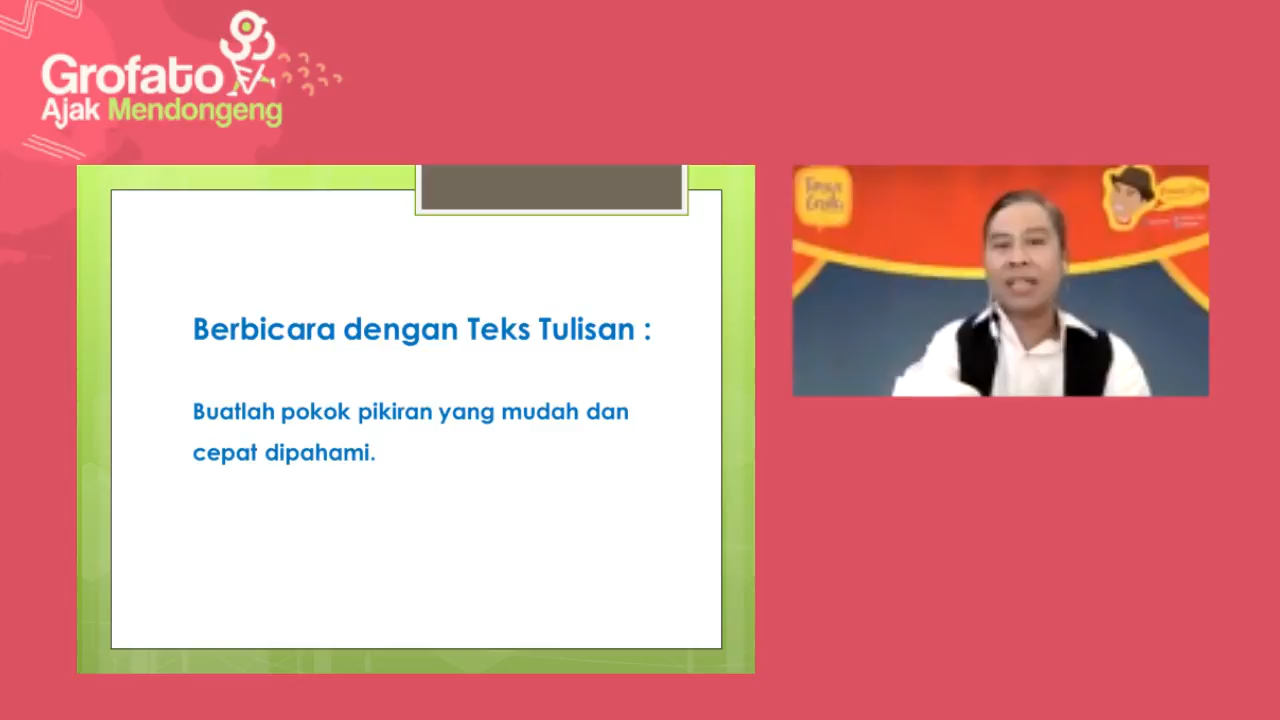 Grofato
Ajak Mendongeng
Berbicara dengan Teks Tulisan :
Buatlah pokok pikiran yang mudah dan
cepat dipahami.